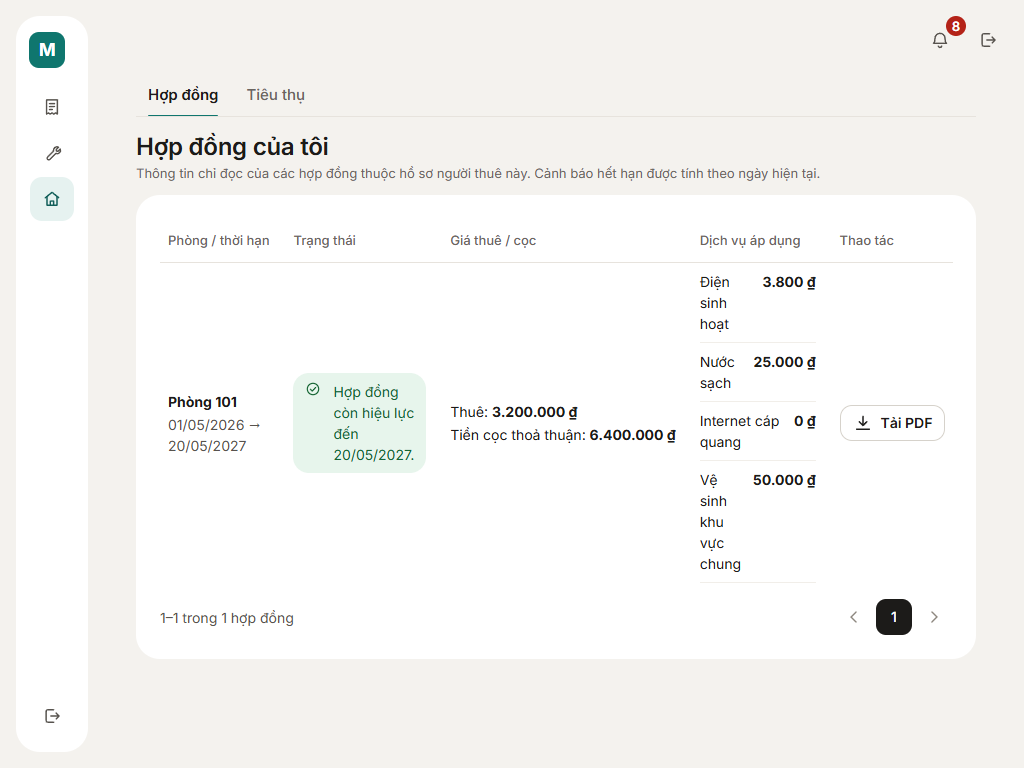 M
8
Hợp đồng
Tiêu thụ
Hợp đồng của tôi
Thông tin chỉ đọc của các hợp đồng thuộc hồ sơ người thuê này. Cảnh báo hết hạn được tính theo ngày hiện tại.
Phòng / thời hạn
Trạng thái
Giá thuê / cọc
Dịch vụ áp dụng
Thao tác
Phòng 101
01/05/2026 →
20/05/2027
Hợp đồng
còn hiệu lực
đến
20/05/2027.
Thuê: 3.200.000 ₫
Tiền cọc thoả thuận: 6.400.000 ₫
Điện 3.800 ₫
sinh
hoạt
Nước 25.000 ₫
sạch
Internet cáp 0 ₫
quang
Vệ 50.000 ₫
sinh
khu
vực
chung
Tải PDF
1–1 trong 1 hợp đồng
1